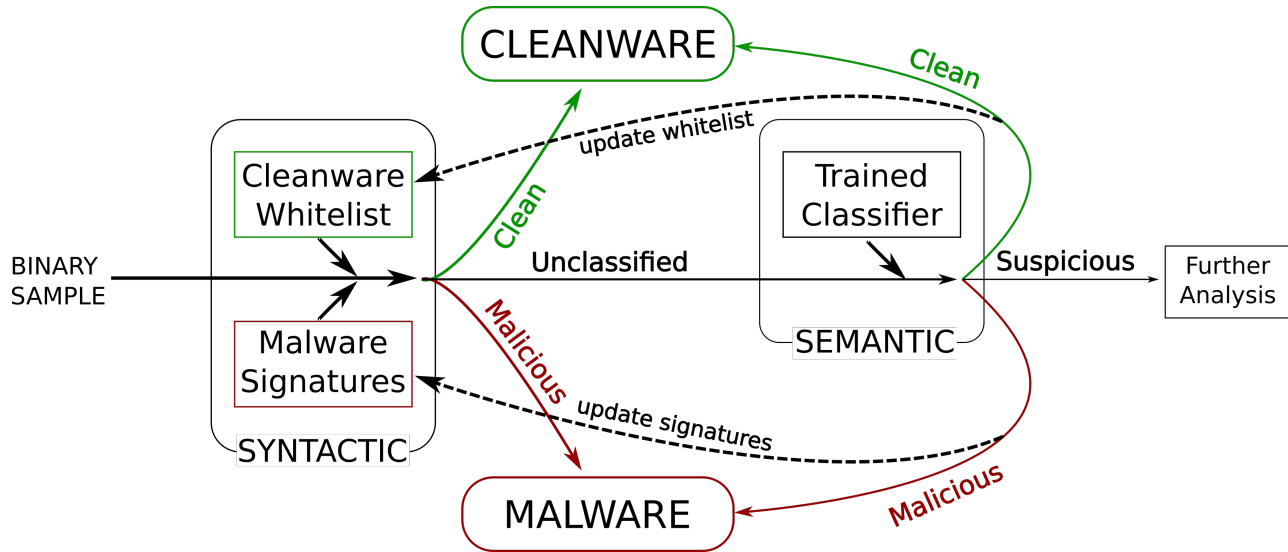 CLEANWARE
Clean
update whitelist
Cleanware
Whitelist
Trained
Classifier
Clean
BINARY
SAMPLE
Unclassified
Suspicious
Further
Analysis
Malicious
Malware
Signatures
SEMANTIC
update signatures
SYNTACTIC
Malicious
MALWARE